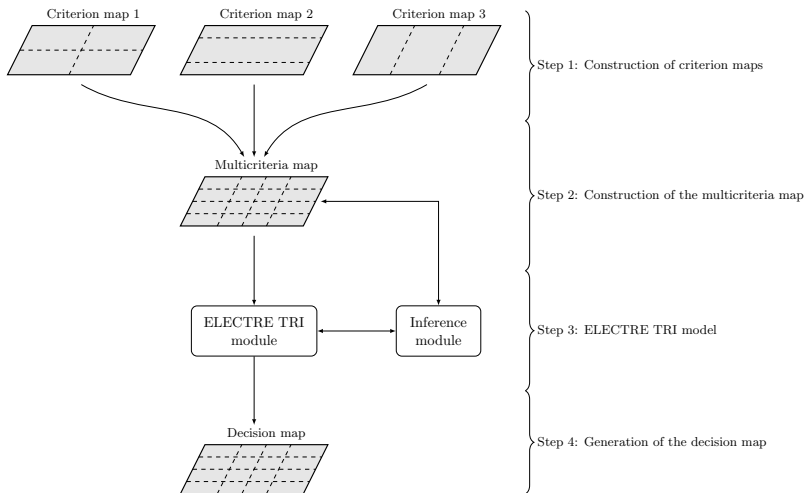 Criterion map 1
Criterion map 2
Criterion map 3
Step 1: Construction of criterion maps
Multicriteria map
Step 2: Construction of the multicriteria map
ELECTRE TRI
module
Inference
module
Step 3: ELECTRE TRI model
Decision map
Step 4: Generation of the decision map